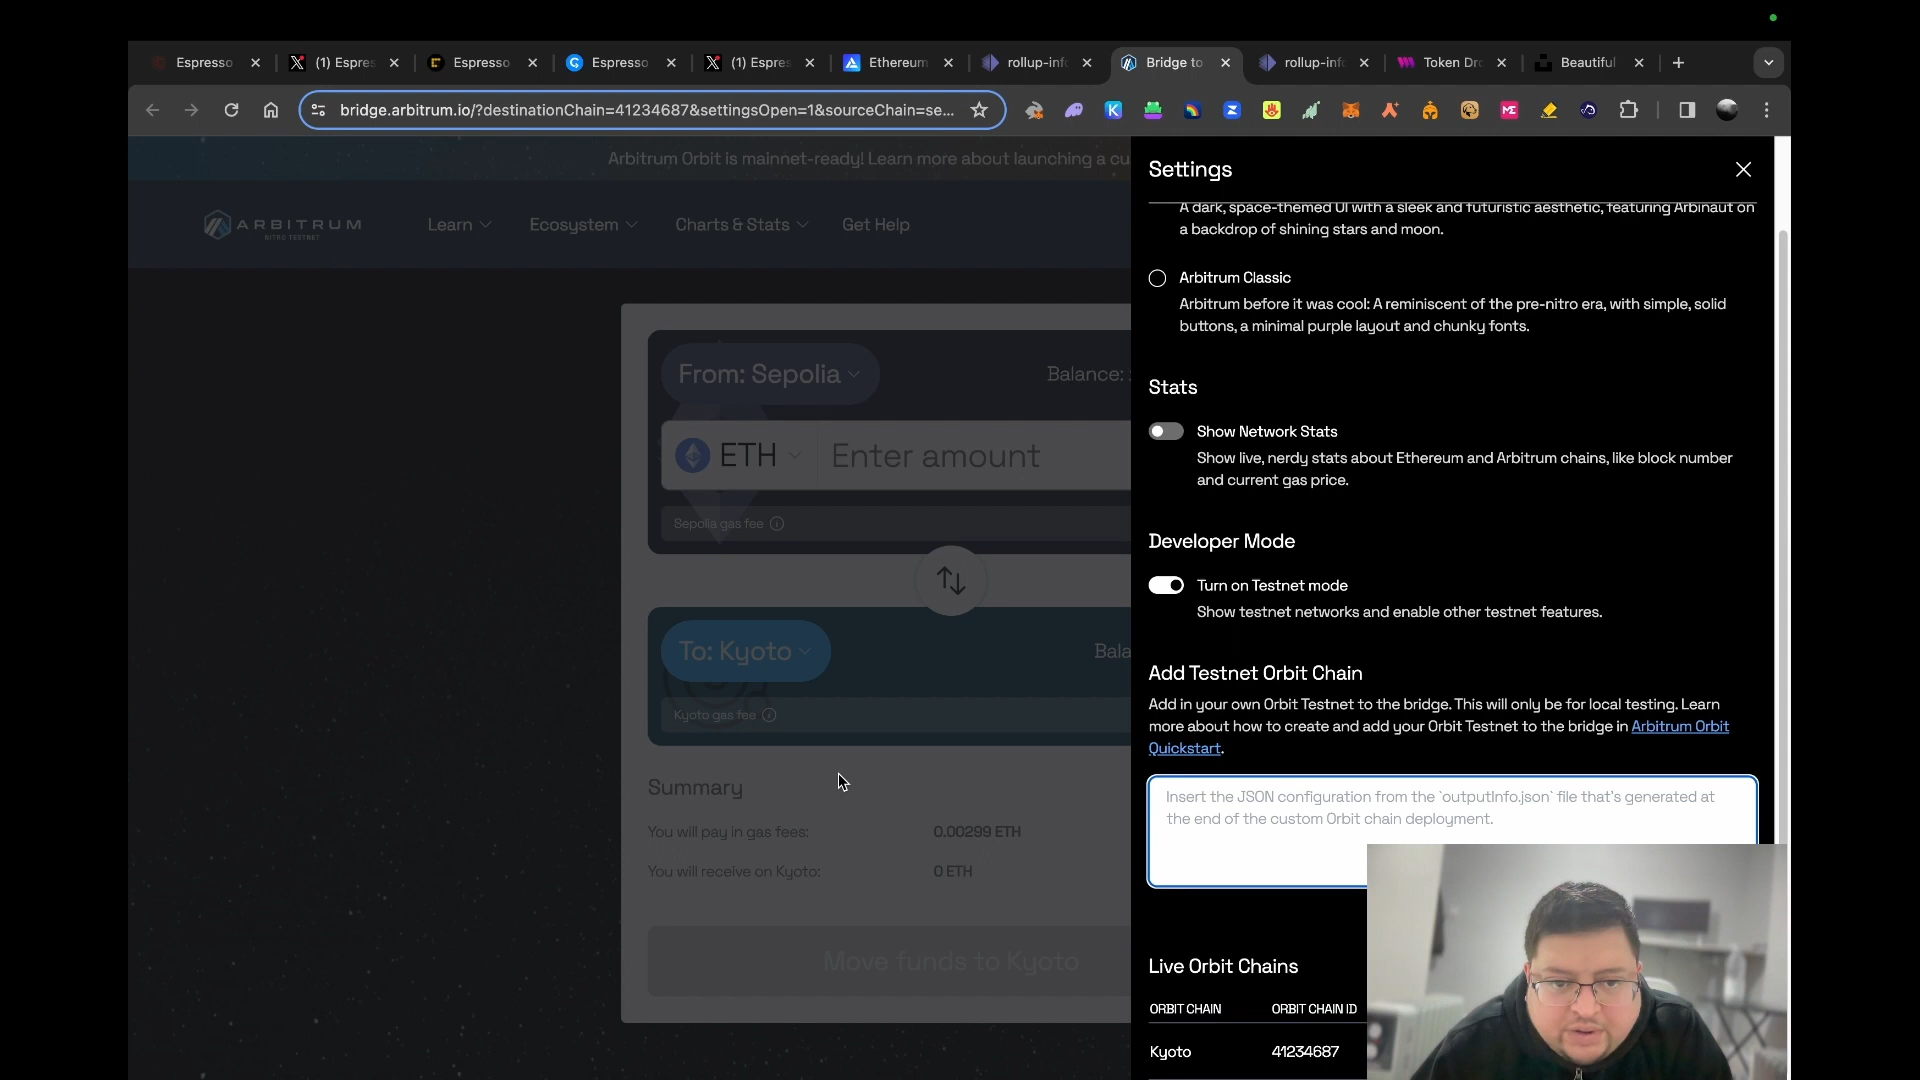 Espresso
(1) Espres
Espresso
Espresso
(1) Espres
Ethereum
rollup-info
Bridge to
rollup-info
Token Dro
Beautiful
bridge.arbitrum.io/?destinationChain=41234687&settingsOpen=1&sourceChain=se...
Arbitrum Orbit is mainnet-ready! Learn more about launching a cu
ARBITRUM
NITRO TESTNET
Learn
Ecosystem
Charts & Stats
Get Help
From: Sepolia
Balance:
ETH
Enter amount
Sepolia gas fee
To: Kyoto
Bala
Kyoto gas fee
Summary
You will pay in gas fees:
0.00299 ETH
You will receive on Kyoto:
0 ETH
Move funds to Kyoto
Settings
A dark, space-themed UI with a sleek and futuristic aesthetic, featuring Arbinaut on
a backdrop of shining stars and moon.
Arbitrum Classic
Arbitrum before it was cool: A reminiscent of the pre-nitro era, with simple, solid
buttons, a minimal purple layout and chunky fonts.
Stats
Show Network Stats
Show live, nerdy stats about Ethereum and Arbitrum chains, like block number
and current gas price.
Developer Mode
Turn on Testnet mode
Show testnet networks and enable other testnet features.
Add Testnet Orbit Chain
Add in your own Orbit Testnet to the bridge. This will only be for local testing. Learn
more about how to create and add your Orbit Testnet to the bridge in Arbitrum Orbit
Quickstart.
Insert the JSON configuration from the `outputInfo.json` file that's generated at
the end of the custom Orbit chain deployment.
Live Orbit Chains
ORBIT CHAIN
ORBIT CHAIN ID
Kyoto
41234687